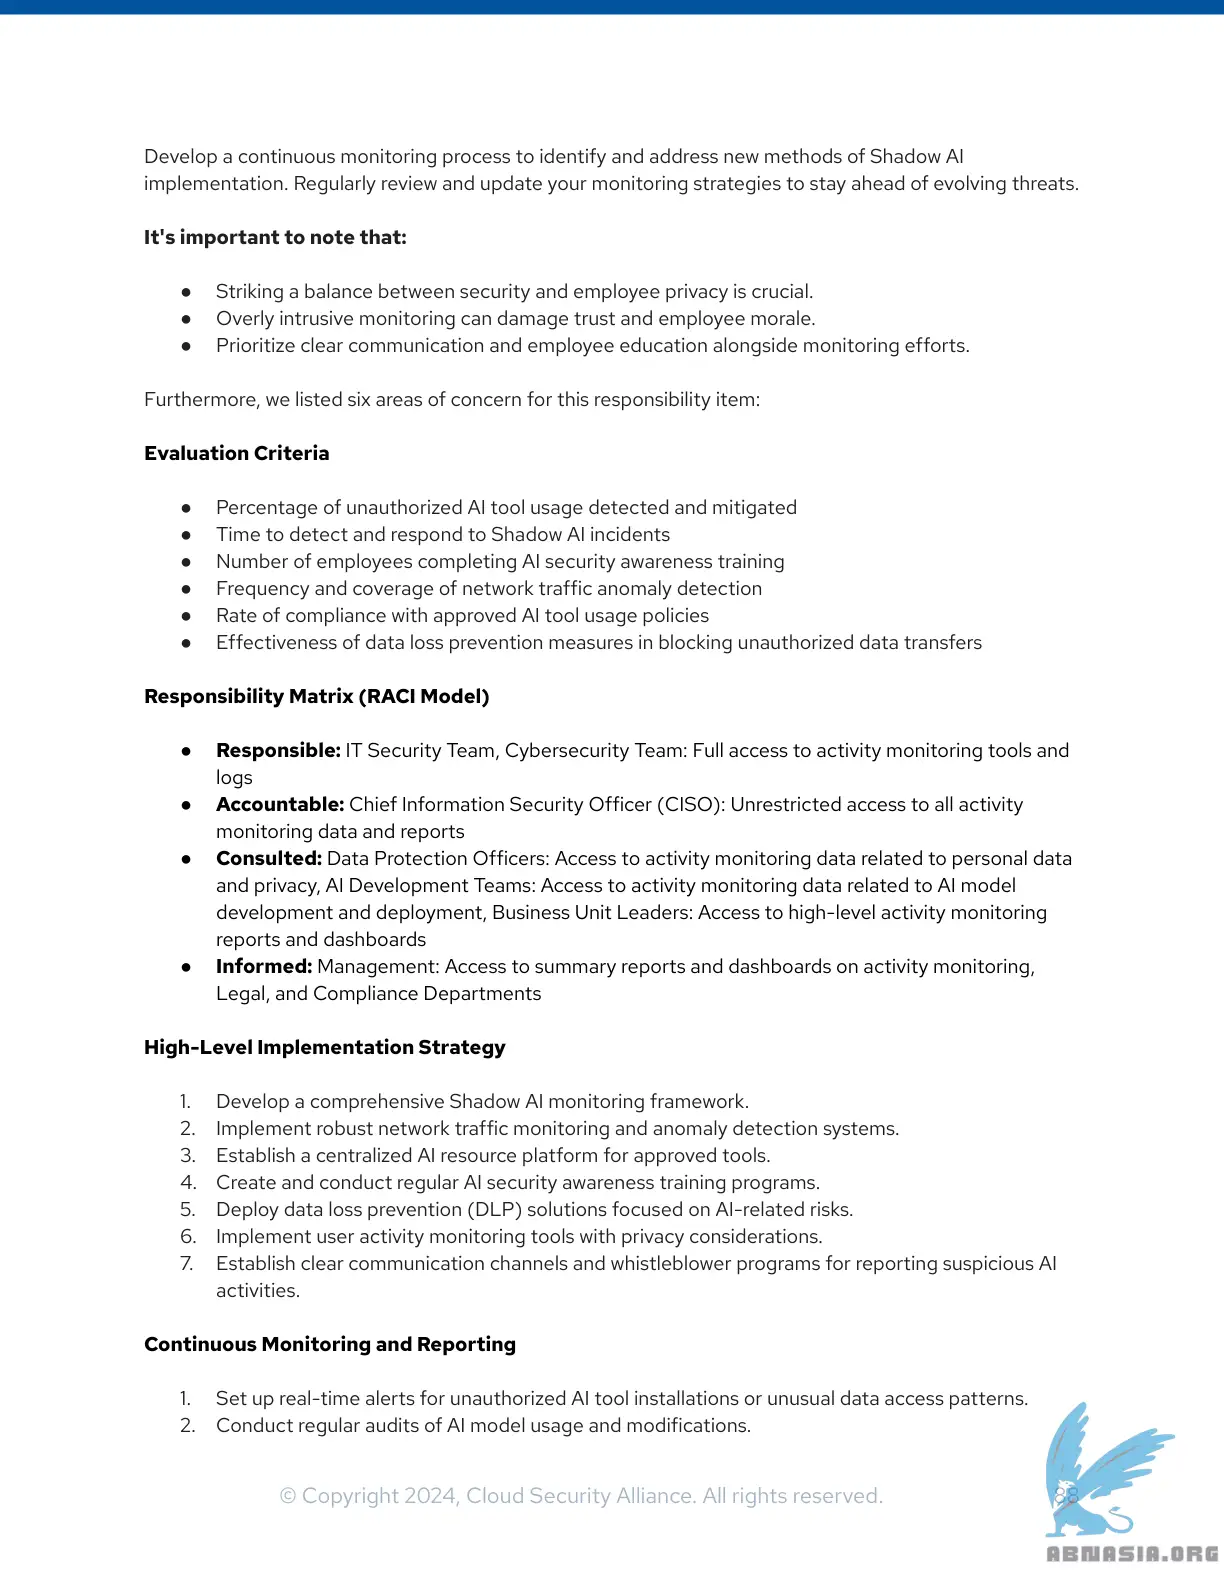 Develop a continuous monitoring process to identify and address new methods of Shadow AI
implementation. Regularly review and update your monitoring strategies to stay ahead of evolving threats.
It's important to note that:
● Striking a balance between security and employee privacy is crucial.
● Overly intrusive monitoring can damage trust and employee morale.
● Prioritize clear communication and employee education alongside monitoring efforts.
Furthermore, we listed six areas of concern for this responsibility item:
Evaluation Criteria
● Percentage of unauthorized AI tool usage detected and mitigated
● Time to detect and respond to Shadow AI incidents
● Number of employees completing AI security awareness training
● Frequency and coverage of network traffic anomaly detection
● Rate of compliance with approved AI tool usage policies
● Effectiveness of data loss prevention measures in blocking unauthorized data transfers
Responsibility Matrix (RACI Model)
● Responsible: IT Security Team, Cybersecurity Team: Full access to activity monitoring tools and
logs
● Accountable: Chief Information Security Officer (CISO): Unrestricted access to all activity
monitoring data and reports
● Consulted: Data Protection Officers: Access to activity monitoring data related to personal data
and privacy, AI Development Teams: Access to activity monitoring data related to AI model
development and deployment, Business Unit Leaders: Access to high-level activity monitoring
reports and dashboards
● Informed: Management: Access to summary reports and dashboards on activity monitoring,
Legal, and Compliance Departments
High-Level Implementation Strategy
1. Develop a comprehensive Shadow AI monitoring framework.
2. Implement robust network traffic monitoring and anomaly detection systems.
3. Establish a centralized AI resource platform for approved tools.
4. Create and conduct regular AI security awareness training programs.
5. Deploy data loss prevention (DLP) solutions focused on AI-related risks.
6. Implement user activity monitoring tools with privacy considerations.
7. Establish clear communication channels and whistleblower programs for reporting suspicious AI
activities.
Continuous Monitoring and Reporting
1. Set up real-time alerts for unauthorized AI tool installations or unusual data access patterns.
2. Conduct regular audits of AI model usage and modifications.
© Copyright 2024, Cloud Security Alliance. All rights reserved.
ABNASIA.ORG